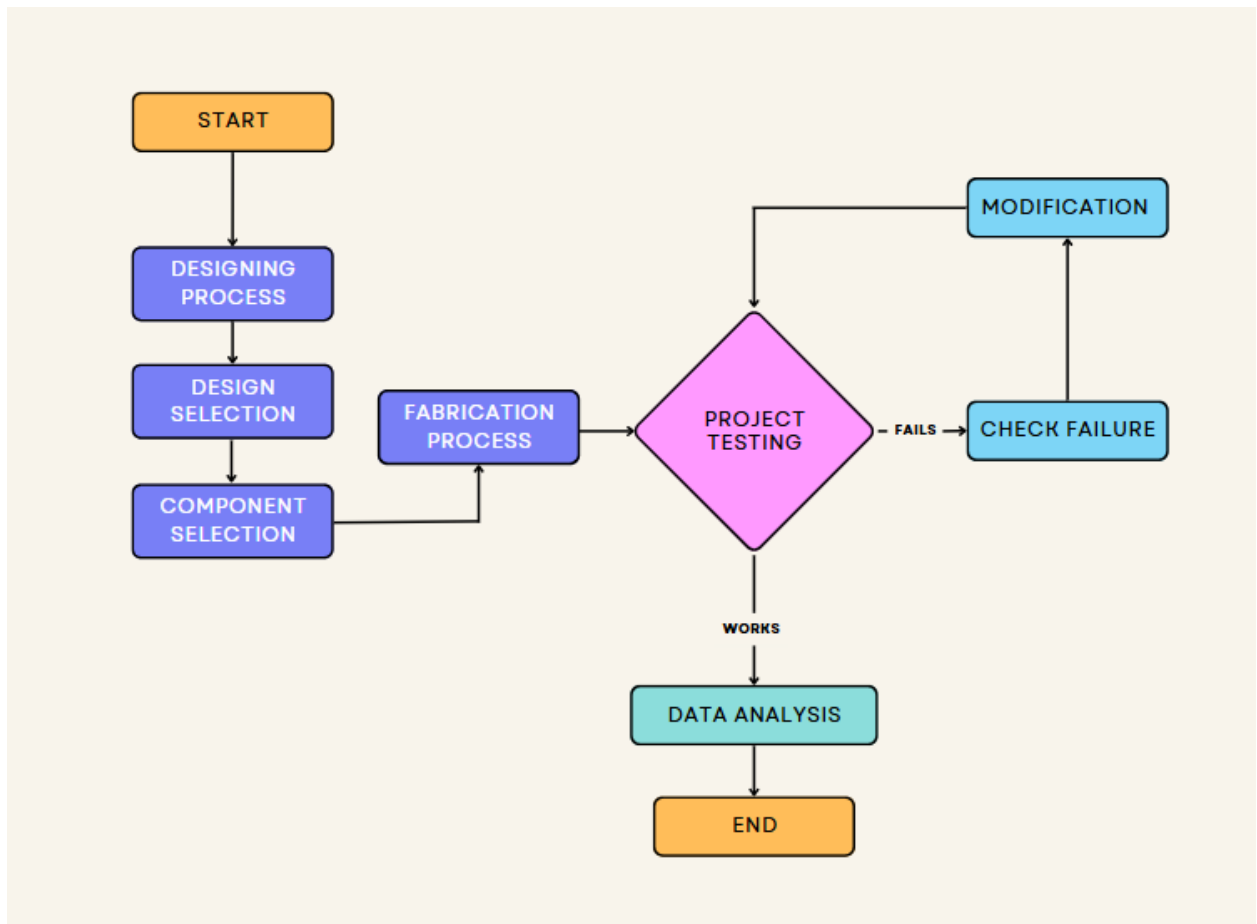 START
DESIGNING
PROCESS
DESIGN
SELECTION
COMPONENT
SELECTION
FABRICATION
PROCESS
PROJECT
TESTING
FAILS
CHECK FAILURE
MODIFICATION
WORKS
DATA ANALYSIS
END